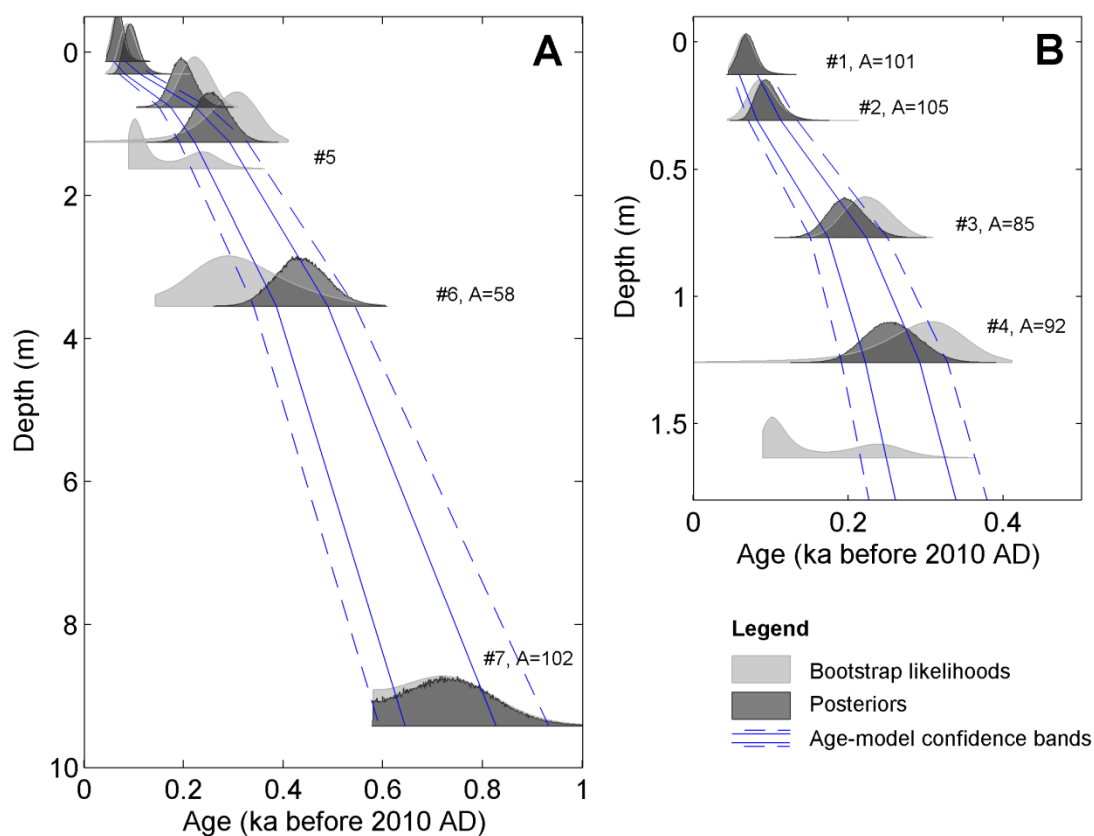 A
0
2
4
6
8
10
Depth (m)
#5
#6, A=58
#7, A=102
0 0.2 0.4 0.6 0.8 1
Age (ka before 2010 AD)
B
0
0.5
1
1.5
Depth (m)
#1, A=101
#2, A=105
#3, A=85
#4, A=92
0 0.2 0.4
Age (ka before 2010 AD)
Legend
Bootstrap likelihoods
Posteriors
Age-model confidence bands